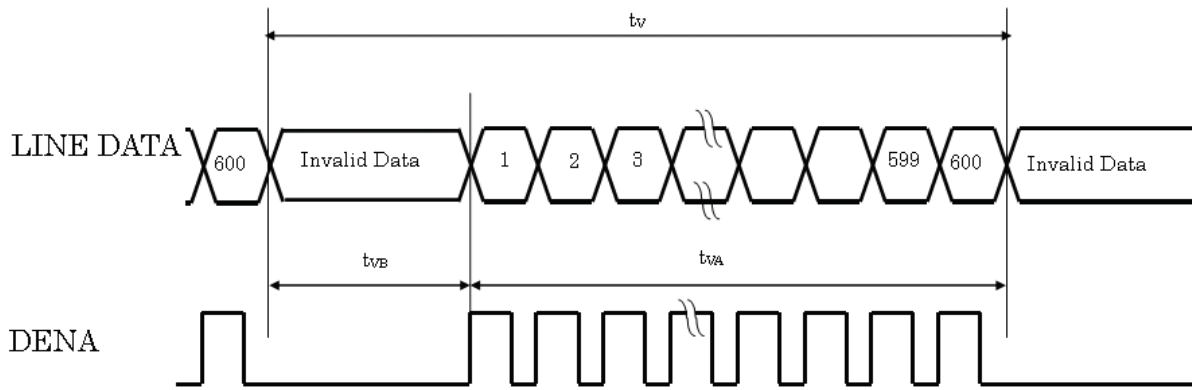 tV
LINE DATA 600 Invalid Data 1 2 3 599 600 Invalid Data
tVB tVA
DENA